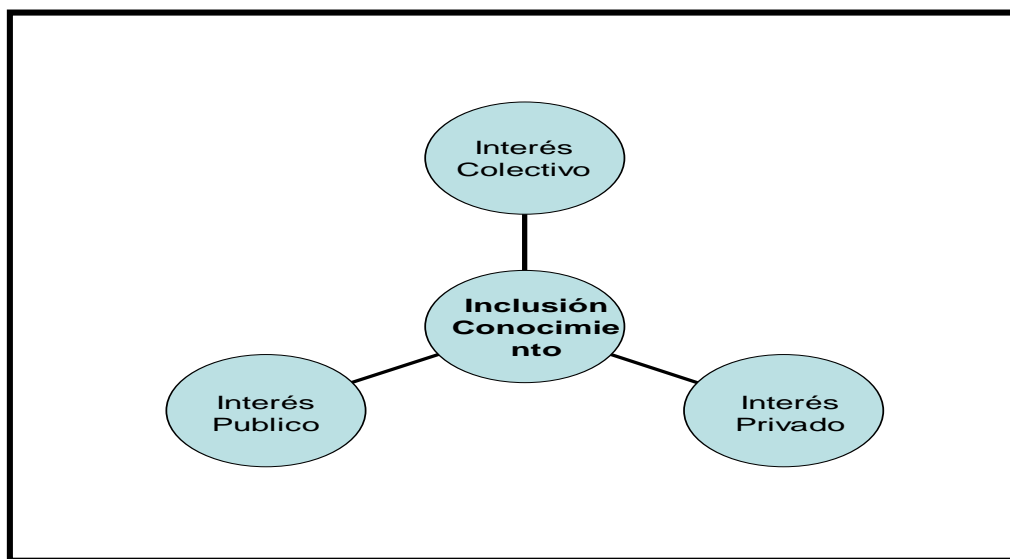 Interés
Colectivo
Inclusión
Conocimie
nto
Interés
Publico
Interés
Privado